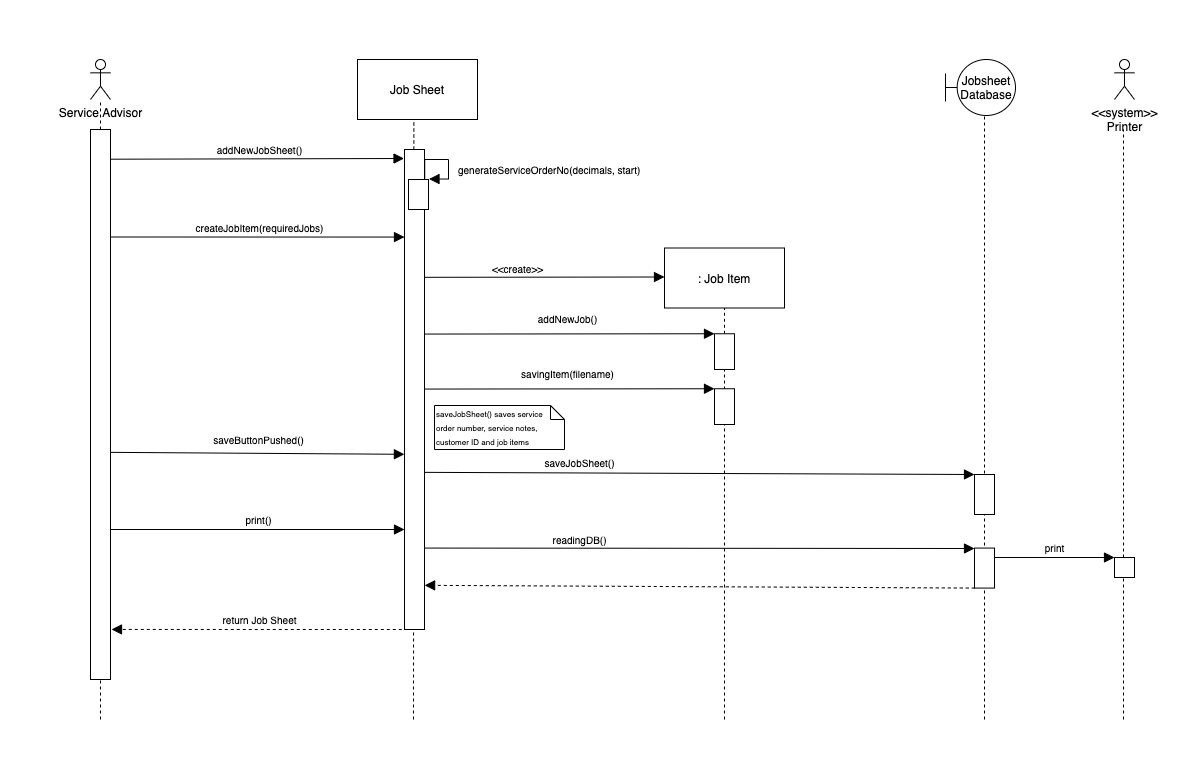 Service Advisor
Job Sheet
Jobsheet
Database
<<system>>
Printer
addNewJobSheet()
generateServiceOrderNo(decimals, start)
createJobItem(requiredJobs)
<<create>>
: Job Item
addNewJob()
savingItem(filename)
saveJobSheet() saves service
order number, service notes,
customer ID and job items
saveButtonPushed()
saveJobSheet()
print()
readingDB()
print
return Job Sheet